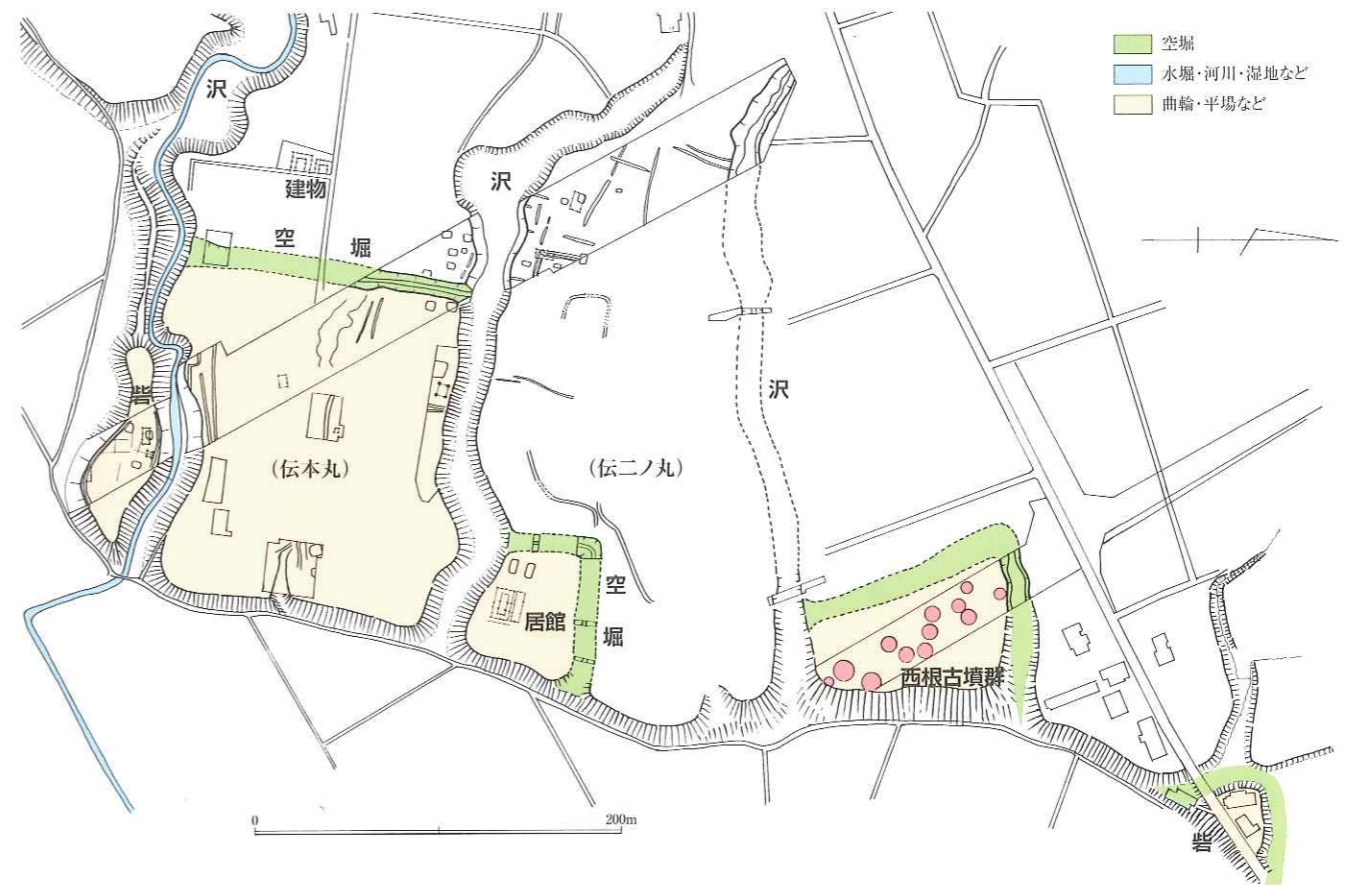 空堀
水堀・河川・湿地など
曲輪・平場など
沢
建物
沢
空堀
砦
沢
(伝本丸)
(伝二ノ丸)
空堀
居館
西根古墳群
砦
0 200m